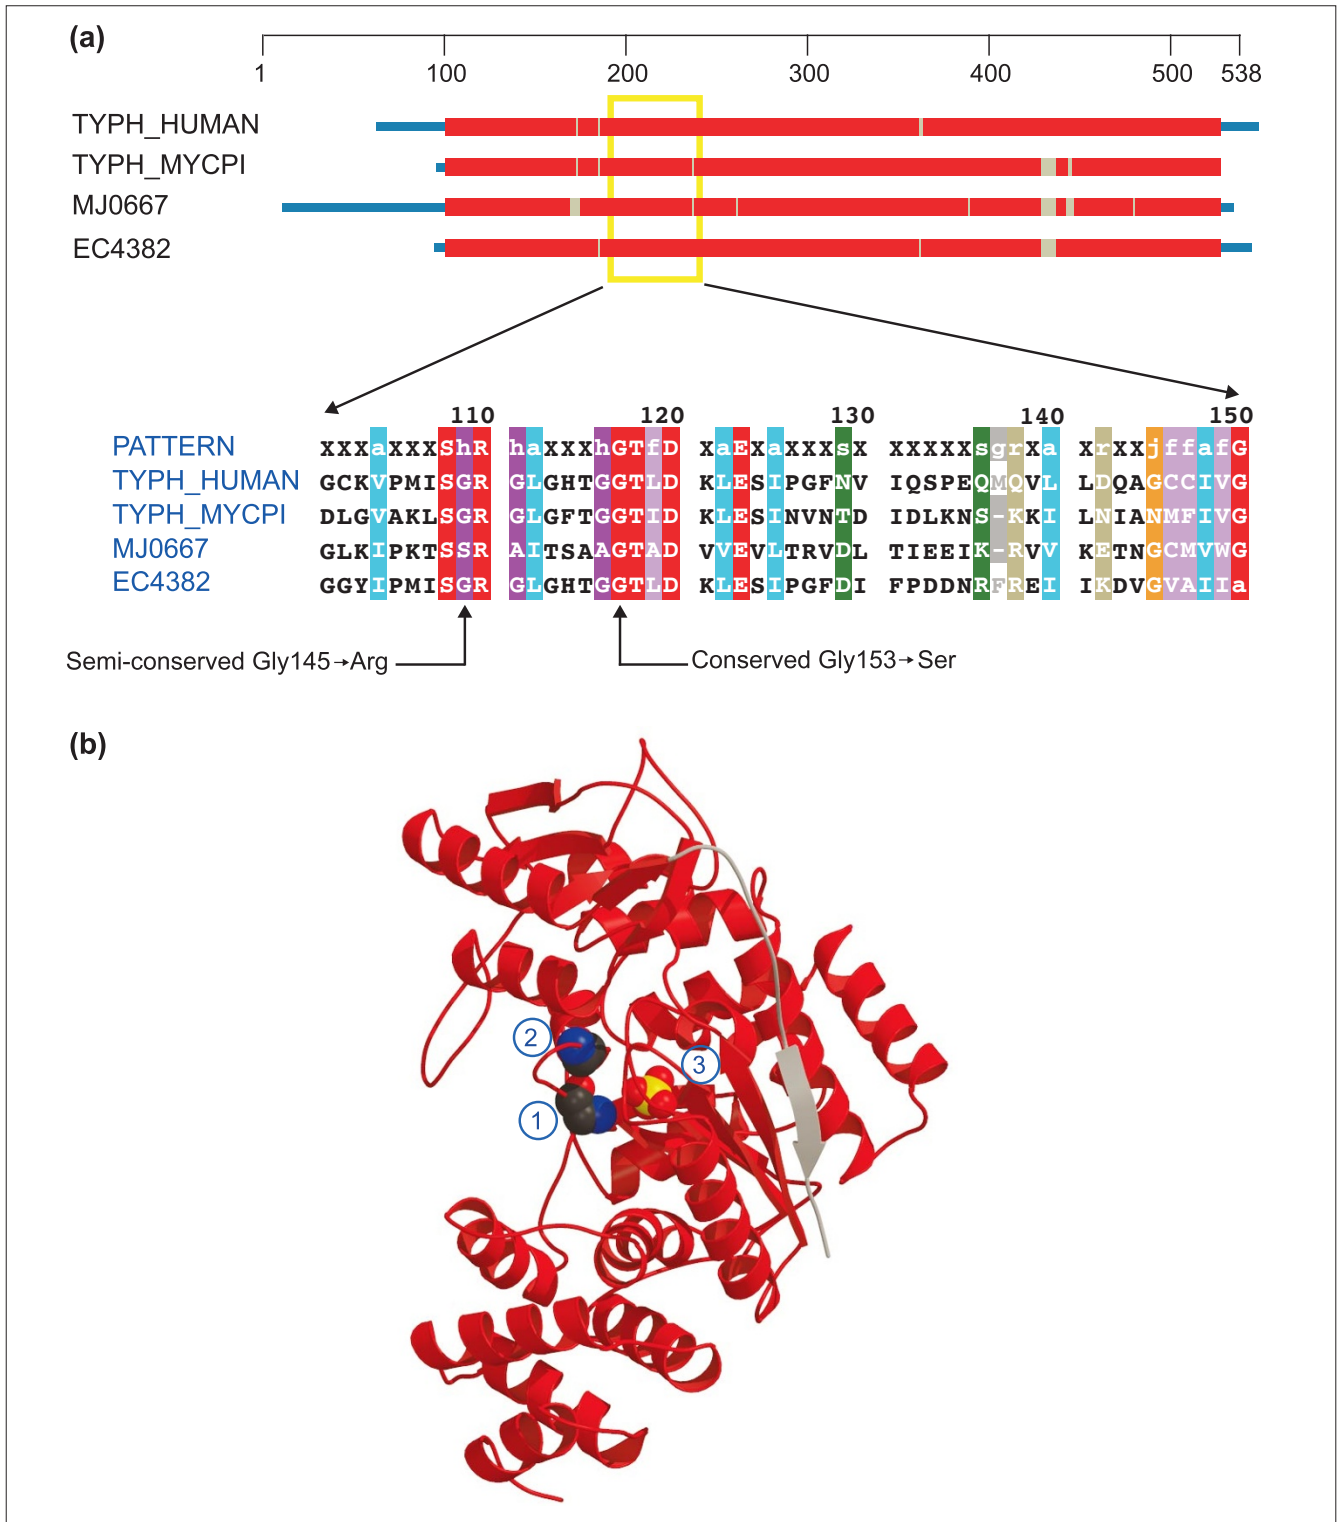 (a)
1 100 200 300 400 500 538
TYPH_HUMAN
TYPH_MYCPI
MJ0667
EC4382
110 120 130 140 150
PATTERN XXXaXXXShR haXXXhGTfD XaEXaXXXsX XXXXXsgrXa XrXXjffafG
TYPH_HUMAN GCKVPMISGR GLGHTGGTLD KLESIPGFNV IQSPEQMQVL LDQAGCCIVG
TYPH_MYCPI DLGVAKLSGR GLGFTGGTID KLESINVNTD IDLKNS-KKI LNIANMFIVG
MJ0667 GLKIPKTSSR AITSAAGTAD VVEVLTRVDL TIEEIK-RVV KETNGCMVWG
EC4382 GGYIPMISGR GLGHTGGTLD KLESIPGFDI FPDDNRFREI IKDVGVAIIa
Semi-conserved Gly145→Arg
Conserved Gly153→Ser
(b)
2
3
1